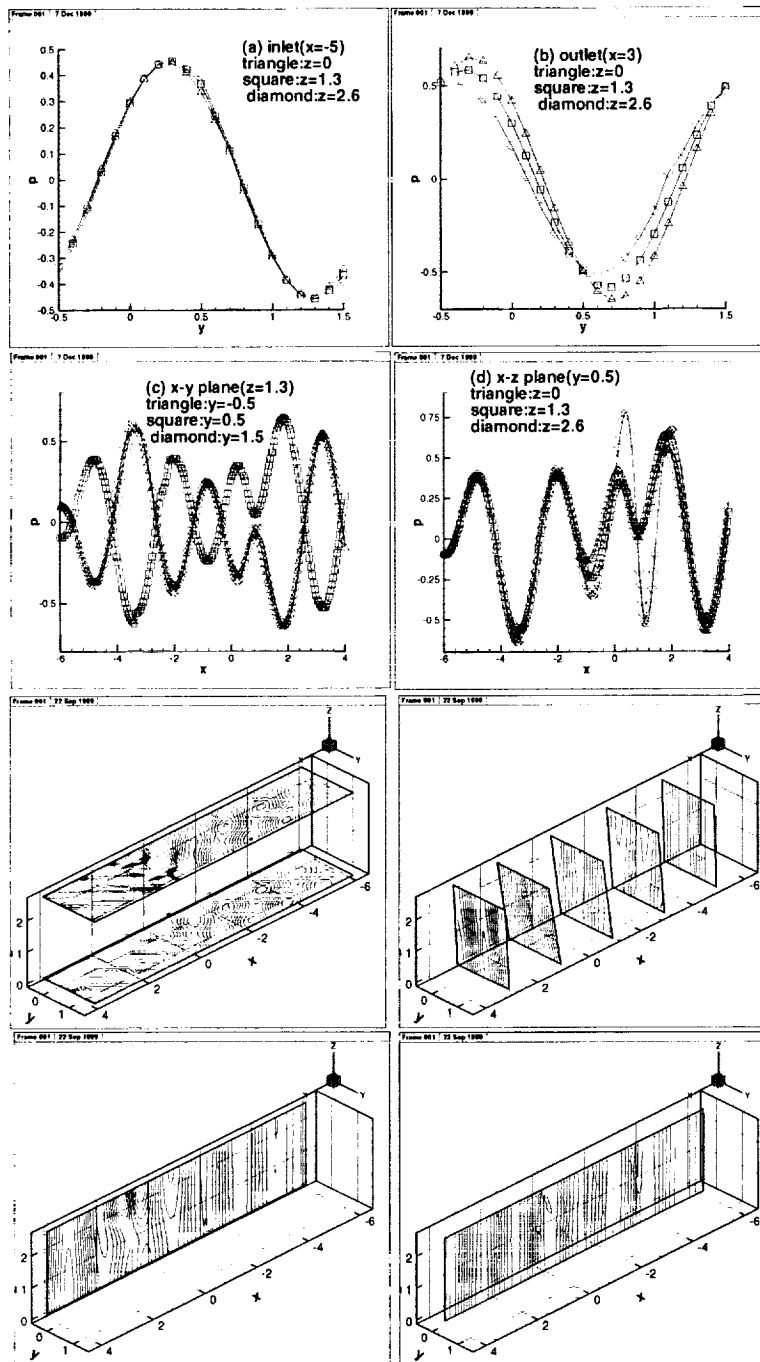 Frame 001 7 Dec 1999
(a) inlet(x=-5)
triangle:z=0
square:z=1.3
diamond:z=2.6
p
0.5
0.4
0.3
0.2
0.1
0
-0.1
-0.2
-0.3
-0.4
-0.5
-0.5 0 0.5 1 1.5
y
Frame 001 7 Dec 1999
(b) outlet(x=3)
triangle:z=0
square:z=1.3
diamond:z=2.6
p
0.5
0
-0.5
0 0.5 1 1.5
y
Frame 001 7 Dec 1999
(c) x-y plane(z=1.3)
triangle:y=-0.5
square:y=0.5
diamond:y=1.5
p
0.5
0
-0.5
-6 -4 -2 0 2 4
x
Frame 001 7 Dec 1999
(d) x-z plane(y=0.5)
triangle:z=0
square:z=1.3
diamond:z=2.6
p
0.75
0.5
0.25
0
-0.25
-0.5
-6 -4 -2 0 2 4
x
Frame 001 22 Sep 1999
Z
X
Y
2
1
0
0
1
y
4
2
0
-2
-4
-6
x
Frame 001 22 Sep 1999
Z
X
Y
2
1
0
0
1
y
4
2
0
-2
-4
-6
x
Frame 001 22 Sep 1999
Z
X
Y
2
1
0
0
1
y
4
2
0
-2
-4
-6
x
Frame 001 22 Sep 1999
Z
X
Y
2
1
0
0
1
y
4
2
0
-2
-4
-6
x